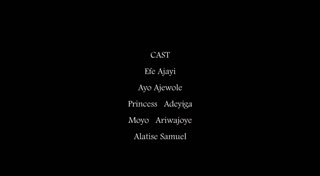 CAST
Efe Ajayi
Ayo Ajewole
Princess Adeyiga
Moyo Ariwajoye
Alatise Samuel